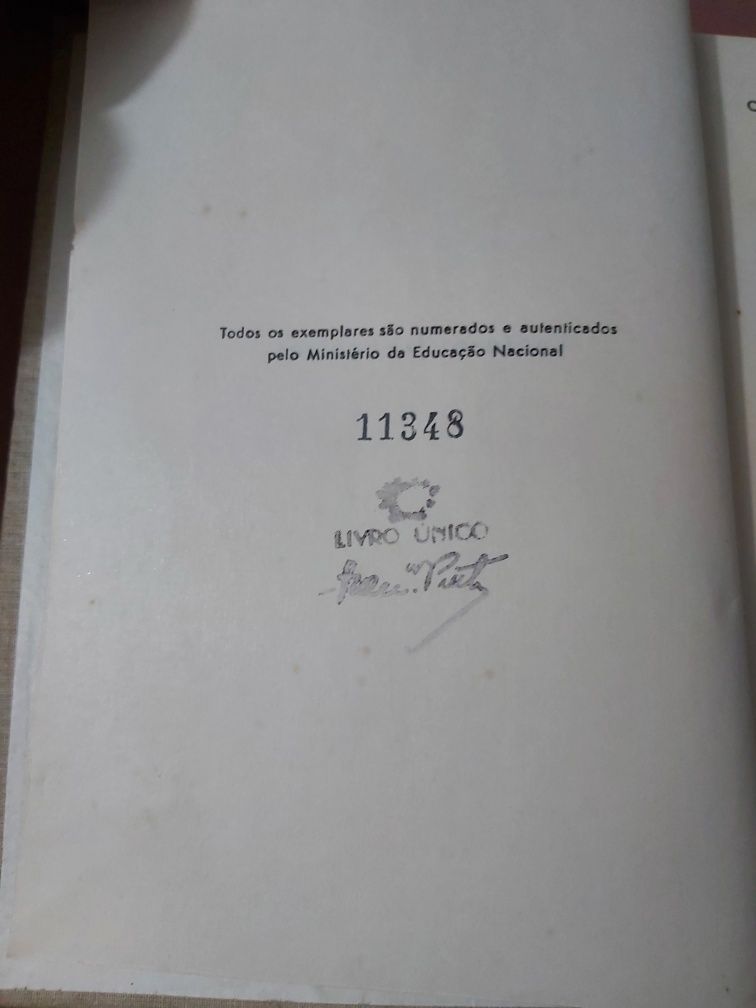 Todos os exemplares são numerados e autenticados
pelo Ministério da Educação Nacional
11348
LIVRO ÚNICO